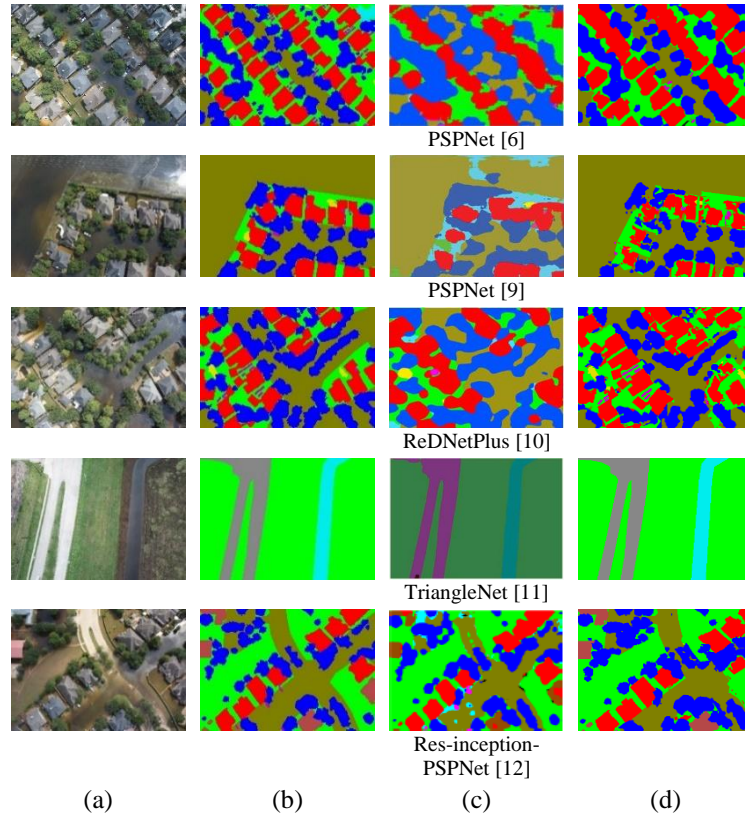 PSPNet [6]
PSPNet [9]
ReDNetPlus [10]
TriangleNet [11]
Res-inception-
PSPNet [12]
(a) (b) (c) (d)